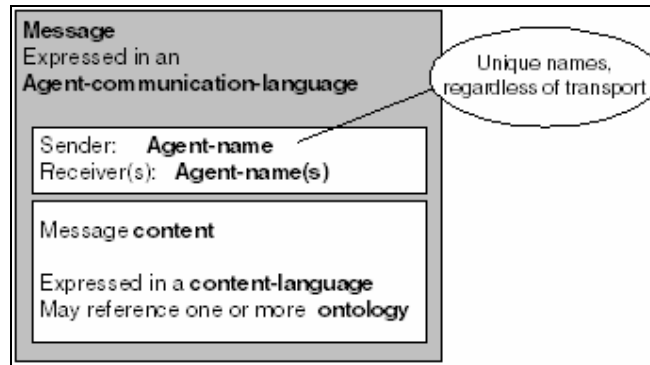 Message
Expressed in an
Agent-communication-language
Unique names,
regardless of transport
Sender: Agent-name
Receiver(s): Agent-name(s)
Message content
Expressed in a content-language
May reference one or more ontology